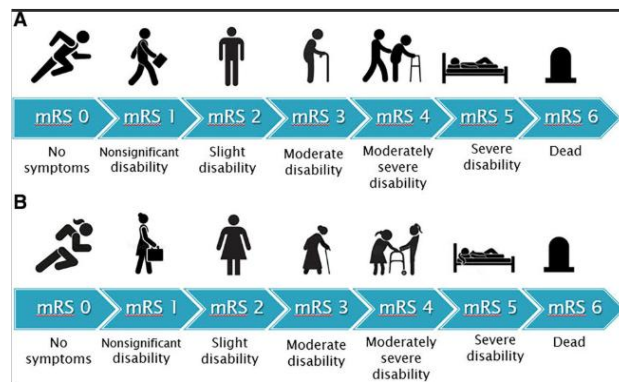 A
mRS 0 mRS 1 mRS 2 mRS 3 mRS 4 mRS 5 mRS 6
No symptoms
Nonsignificant disability
Slight disability
Moderate disability
Moderately severe disability
Severe disability
Dead
B
mRS 0 mRS 1 mRS 2 mRS 3 mRS 4 mRS 5 mRS 6
No symptoms
Nonsignificant disability
Slight disability
Moderate disability
Moderately severe disability
Severe disability
Dead